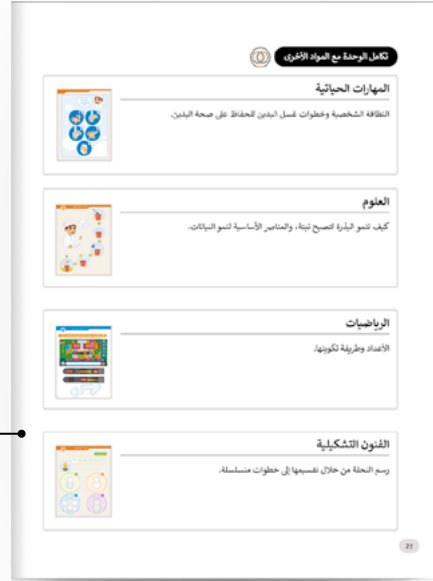 تكامل الوحدة مع المواد الأخرى
المهارات الحياتية
النظافة الشخصية وخطوات غسل اليدين للحفاظ على صحة البدين.
العلوم
كيف تنمو البذرة لتصبح نبتة، والعناصر الأساسية لنمو النباتات.
الرياضيات
الأعداد وطريقة تكوينها.
الفنون التشكيلية
رسم النحلة من خلال تقسيمها إلى خطوات متسلسلة.